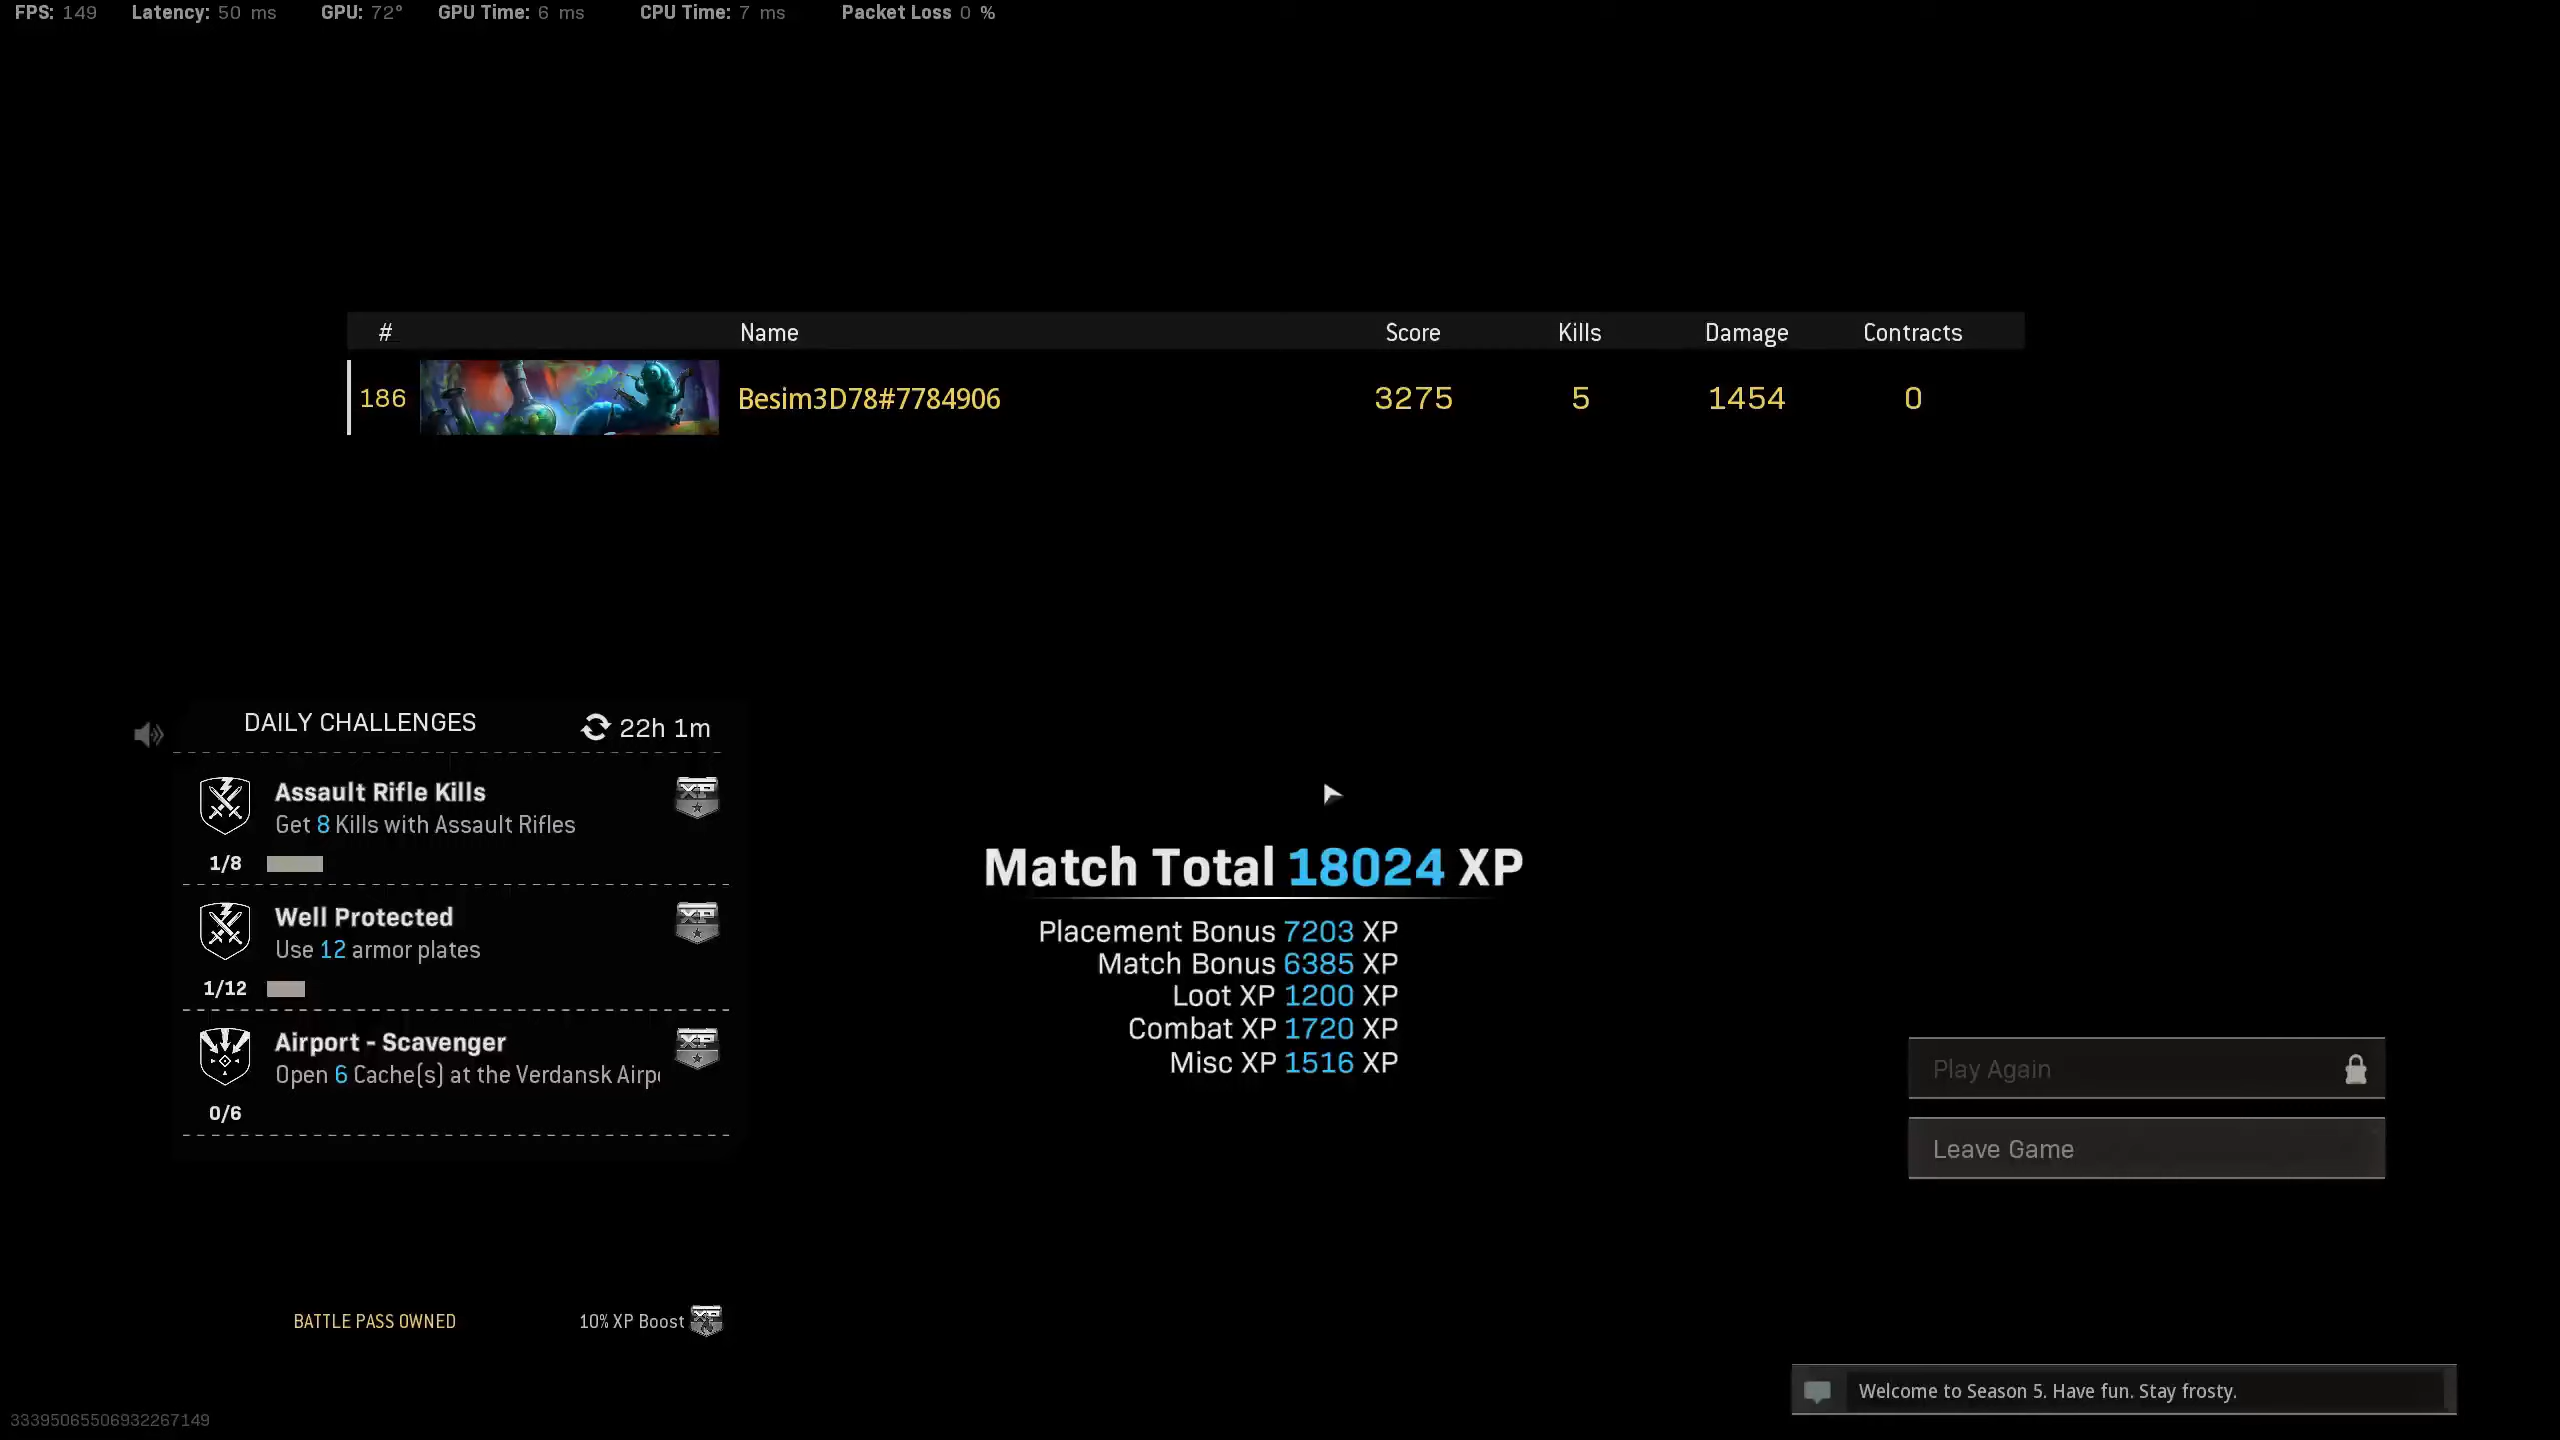 FPS: 149 Latency: 50 ms GPU: 72° GPU Time: 6 ms CPU Time: 7 ms Packet Loss 0 %
# Name Score Kills Damage Contracts
186 Besim3D78#7784906 3275 5 1454 0
DAILY CHALLENGES 22h 1m
Assault Rifle Kills
Get 8 Kills with Assault Rifles
1/8
Well Protected
Use 12 armor plates
1/12
Airport - Scavenger
Open 6 Cache(s) at the Verdansk Airp
0/6
BATTLE PASS OWNED 10% XP Boost
Match Total 18024 XP
Placement Bonus 7203 XP
Match Bonus 6385 XP
Loot XP 1200 XP
Combat XP 1720 XP
Misc XP 1516 XP
Play Again
Leave Game
Welcome to Season 5. Have fun. Stay frosty.
33395065506932267149